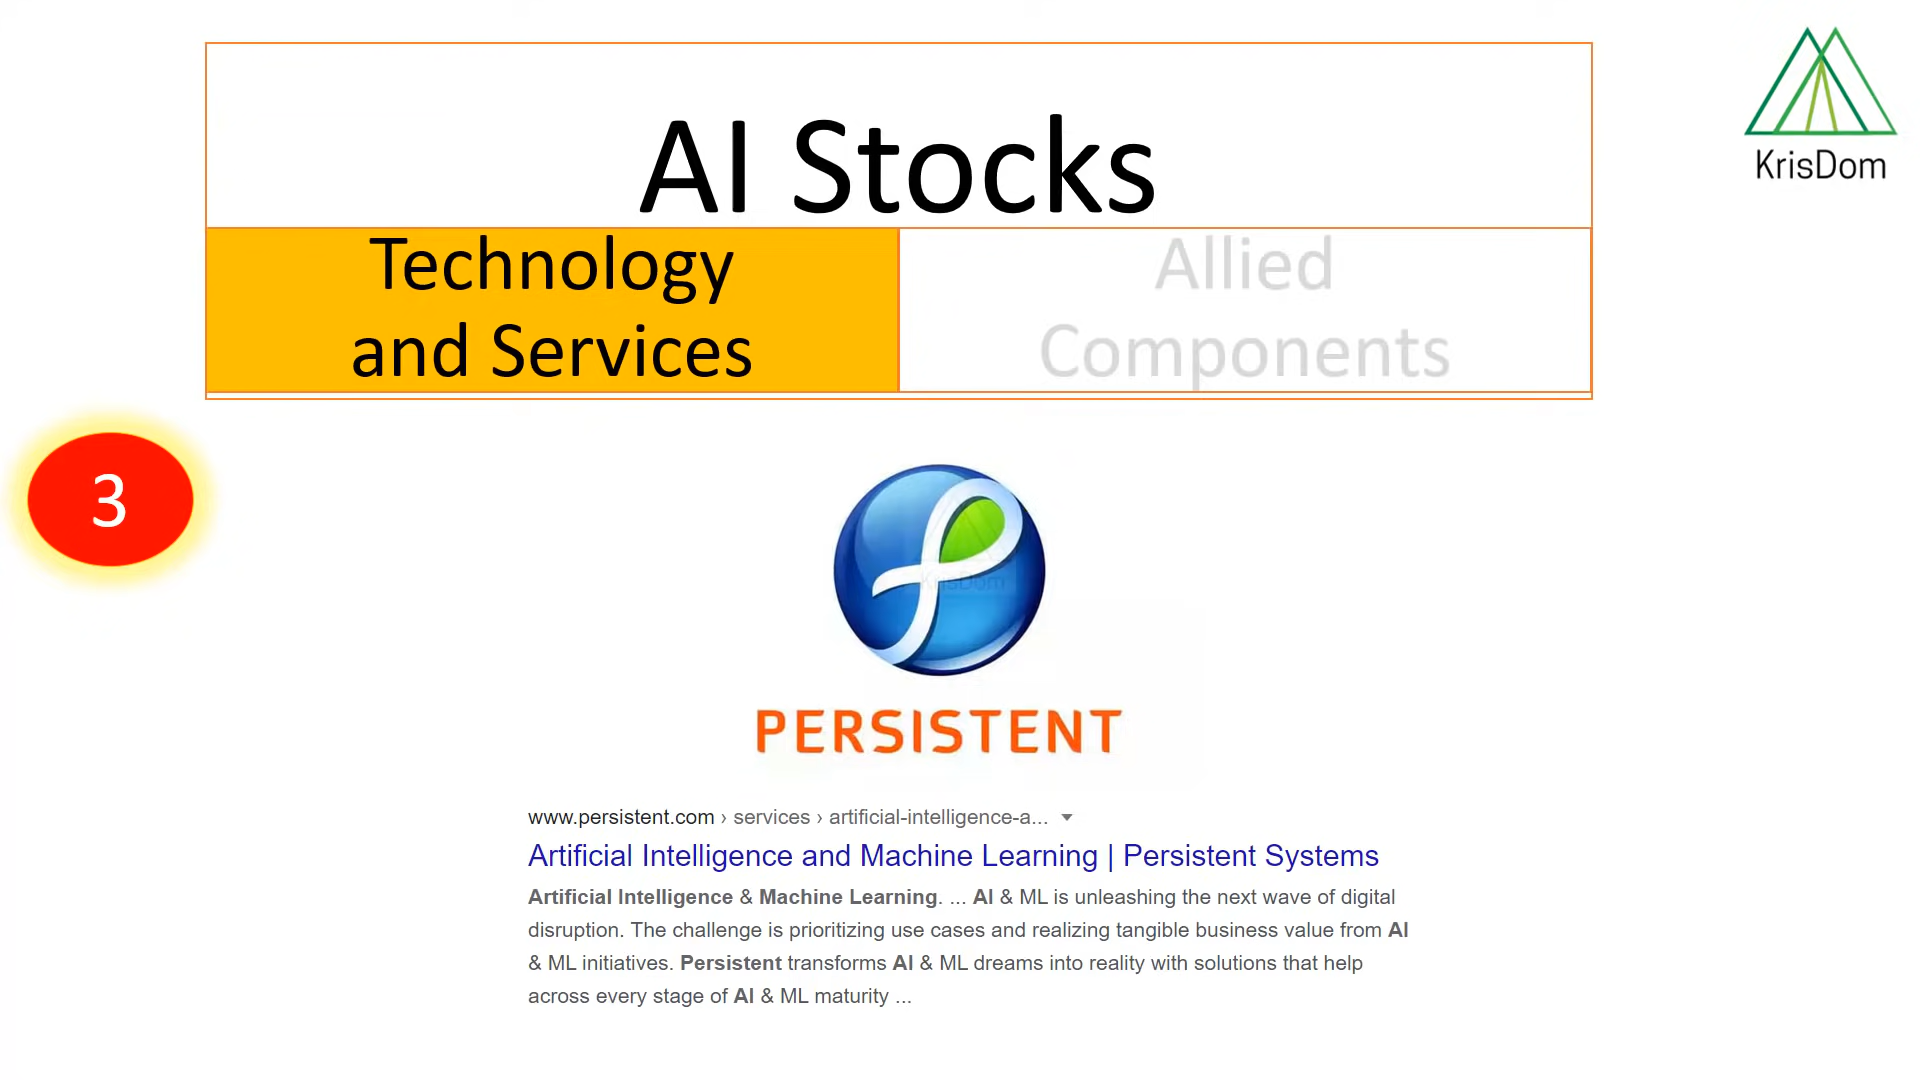 AI Stocks
KrisDom
Technology
and Services
Allied
Components
3
KrisDom
PERSISTENT
www.persistent.com › services › artificial-intelligence-a...
Artificial Intelligence and Machine Learning | Persistent Systems
Artificial Intelligence & Machine Learning. ... AI & ML is unleashing the next wave of digital
disruption. The challenge is prioritizing use cases and realizing tangible business value from AI
& ML initiatives. Persistent transforms AI & ML dreams into reality with solutions that help
across every stage of AI & ML maturity ...